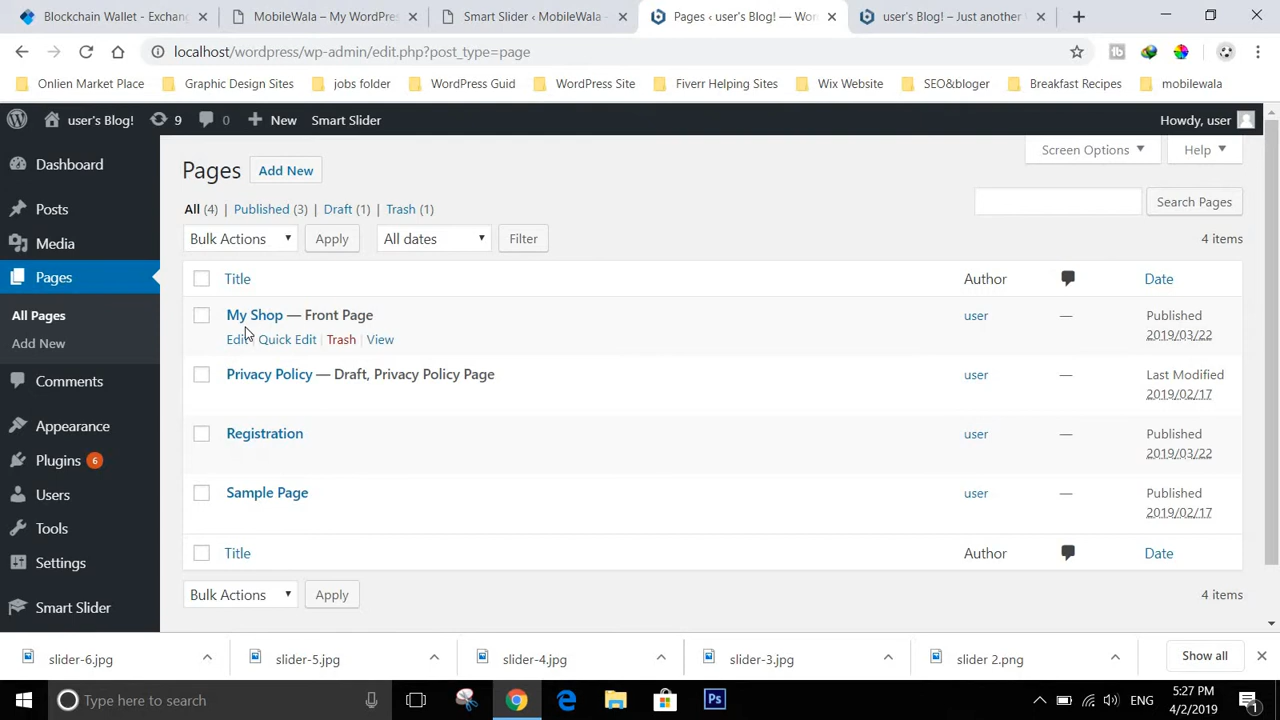 Blockchain Wallet - Exchan
MobileWala – My WordPres
Smart Slider ‹ MobileWala –
Pages ‹ user's Blog! — Wor
user's Blog! – Just another
localhost/wordpress/wp-admin/edit.php?post_type=page
Onlien Market Place
Graphic Design Sites
jobs folder
WordPress Guid
WordPress Site
Fiverr Helping Sites
Wix Website
SEO&bloger
Breakfast Recipes
mobilewala
user's Blog!
9
0
New
Smart Slider
Howdy, user
Dashboard
Posts
Media
Pages
All Pages
Add New
Comments
Appearance
Plugins 6
Users
Tools
Settings
Smart Slider
Pages
Add New
Screen Options
Help
All (4) | Published (3) | Draft (1) | Trash (1)
Search Pages
Bulk Actions
Apply
All dates
Filter
4 items
Title
Author
Date
My Shop — Front Page
Edit | Quick Edit | Trash | View
user
—
Published
2019/03/22
Privacy Policy — Draft, Privacy Policy Page
user
—
Last Modified
2019/02/17
Registration
user
—
Published
2019/03/22
Sample Page
user
—
Published
2019/02/17
Title
Author
Date
Bulk Actions
Apply
4 items
slider-6.jpg
slider-5.jpg
slider-4.jpg
slider-3.jpg
slider 2.png
Show all
Type here to search
Ps
ENG
5:27 PM
4/2/2019
1